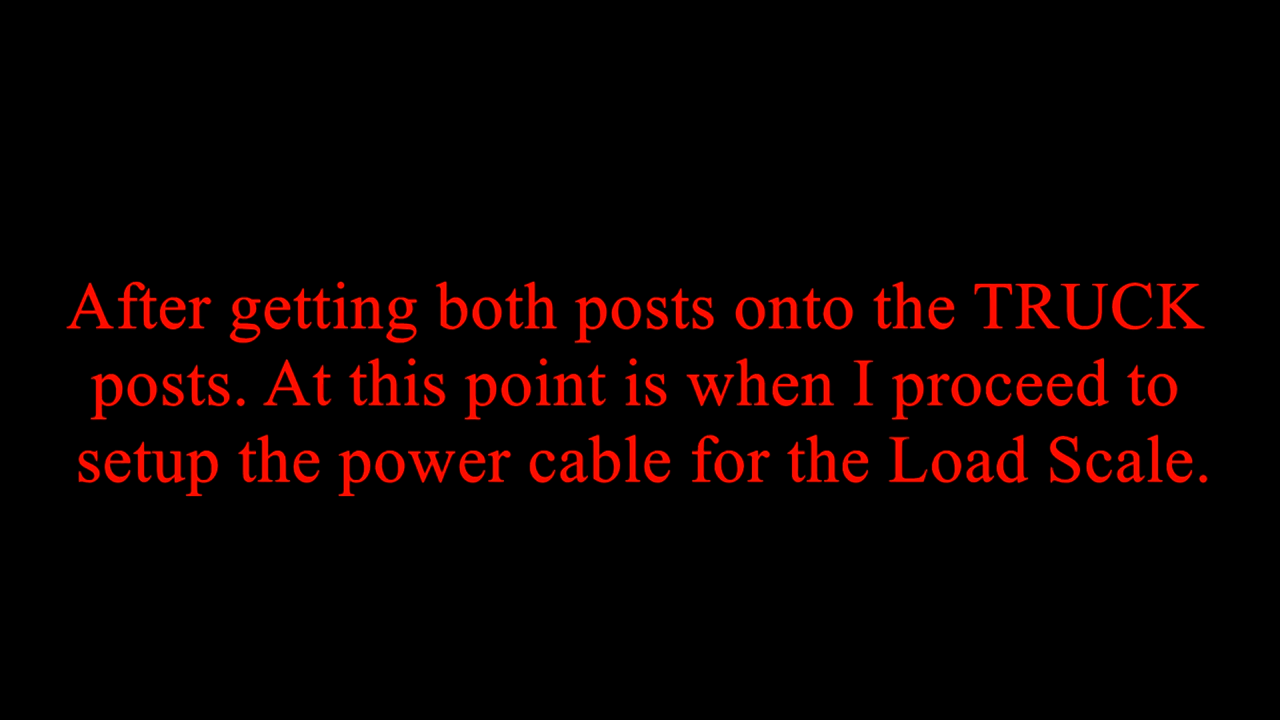 After getting both posts onto the TRUCK
posts. At this point is when I proceed to
setup the power cable for the Load Scale.